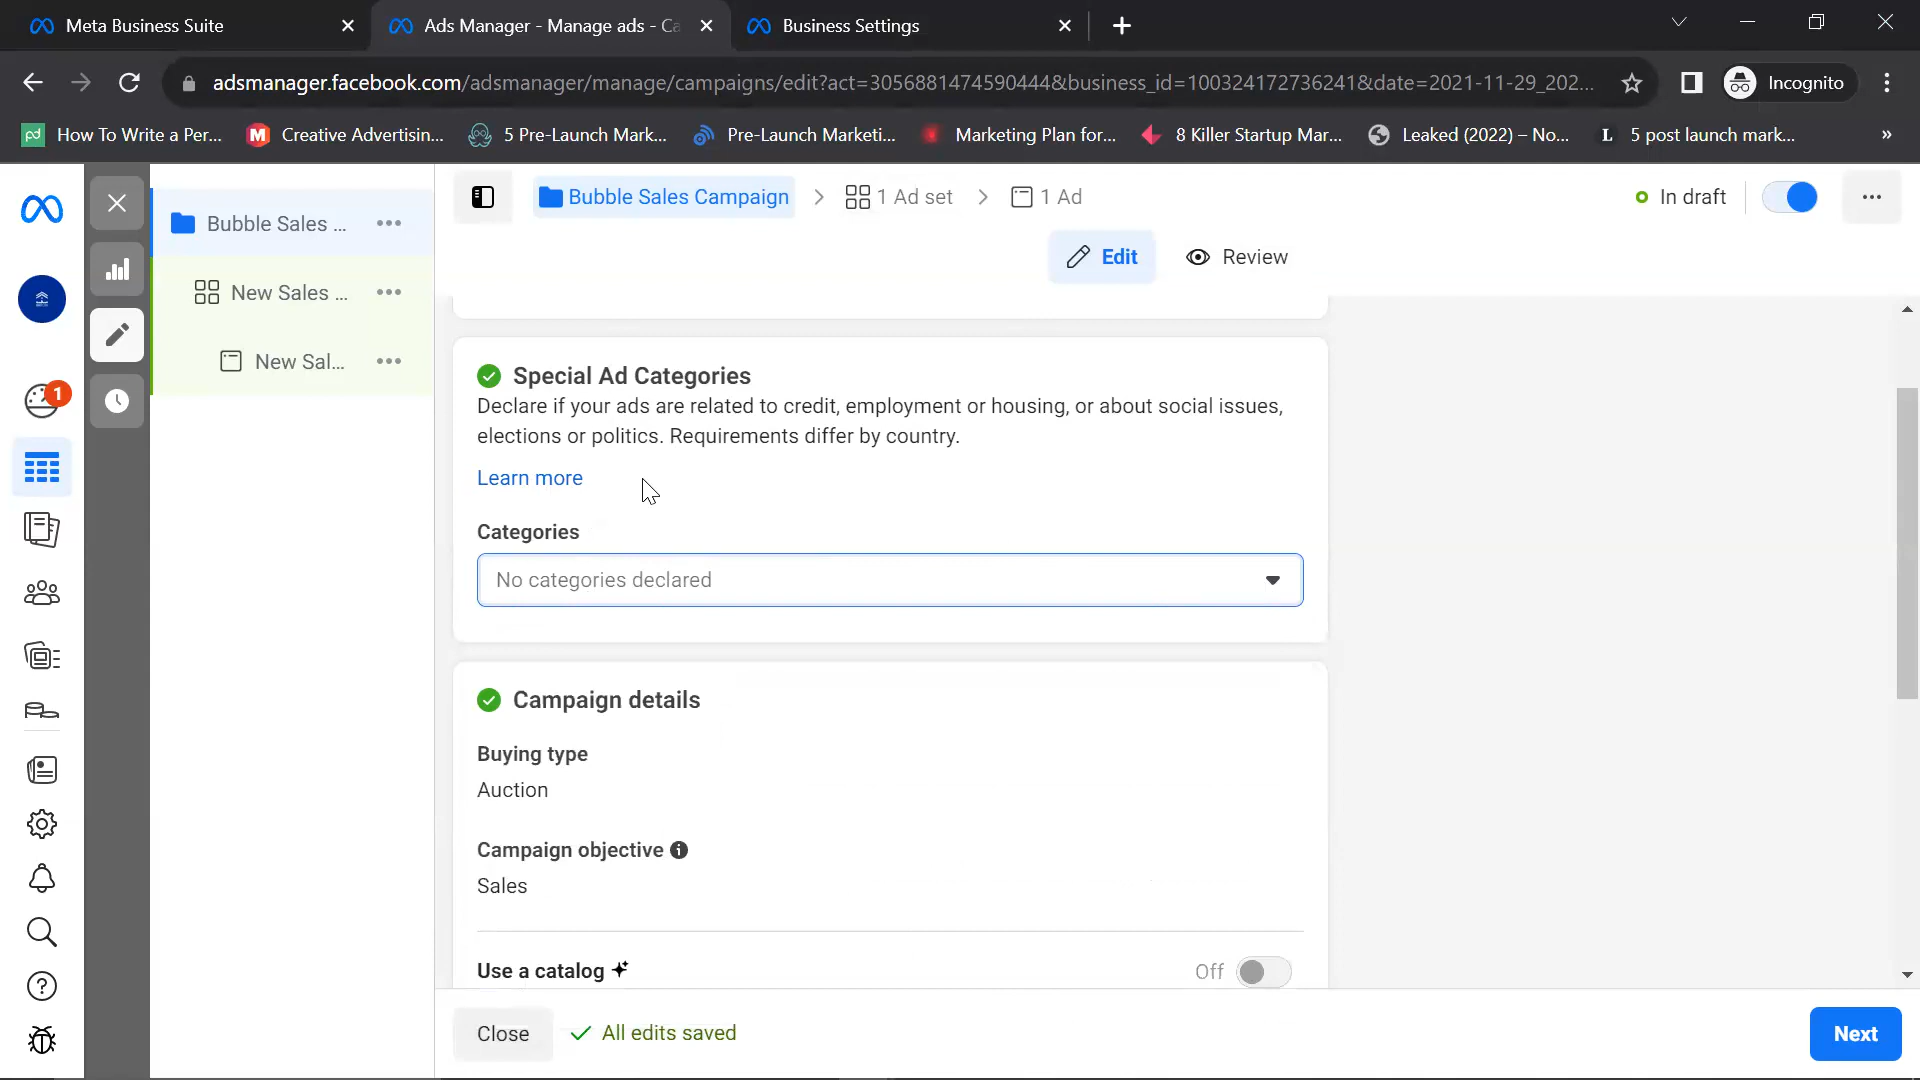 Meta Business Suite
Ads Manager - Manage ads - Ca
Business Settings
adsmanager.facebook.com/adsmanager/manage/campaigns/edit?act=3056881474590444&business_id=100324172736241&date=2021-11-29_202...
Incognito
pd How To Write a Per...
M Creative Advertisin...
5 Pre-Launch Mark...
Pre-Launch Marketi...
Marketing Plan for...
8 Killer Startup Mar...
Leaked (2022) – No...
L 5 post launch mark...
»
Bubble Sales ...
New Sales ...
New Sal...
1
Bubble Sales Campaign
1 Ad set
1 Ad
In draft
Edit
Review
Special Ad Categories
Declare if your ads are related to credit, employment or housing, or about social issues,
elections or politics. Requirements differ by country.
Learn more
Categories
No categories declared
Campaign details
Buying type
Auction
Campaign objective
Sales
Use a catalog
Off
Close
All edits saved
Next